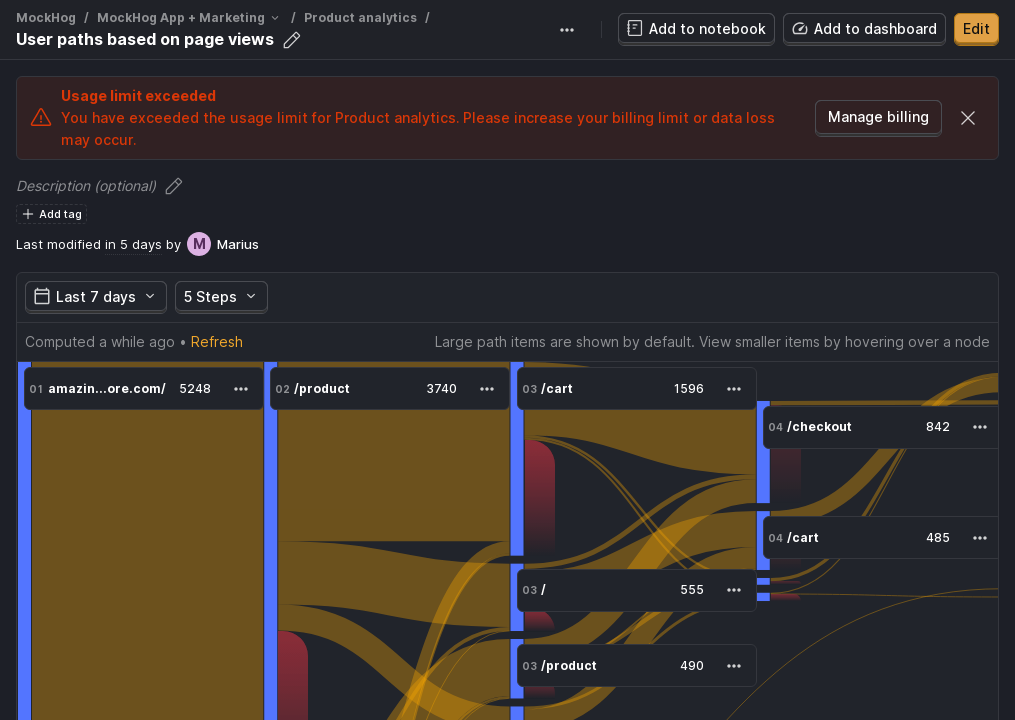 MockHog / MockHog App + Marketing / Product analytics /
User paths based on page views
Add to notebook
Add to dashboard
Edit
Usage limit exceeded
You have exceeded the usage limit for Product analytics. Please increase your billing limit or data loss
may occur.
Manage billing
Description (optional)
Add tag
Last modified in 5 days by M Marius
Last 7 days
5 Steps
Computed a while ago • Refresh
Large path items are shown by default. View smaller items by hovering over a node
01 amazin...ore.com/ 5248
02 /product 3740
03 /cart 1596
04 /checkout 842
04 /cart 485
03 / 555
03 /product 490